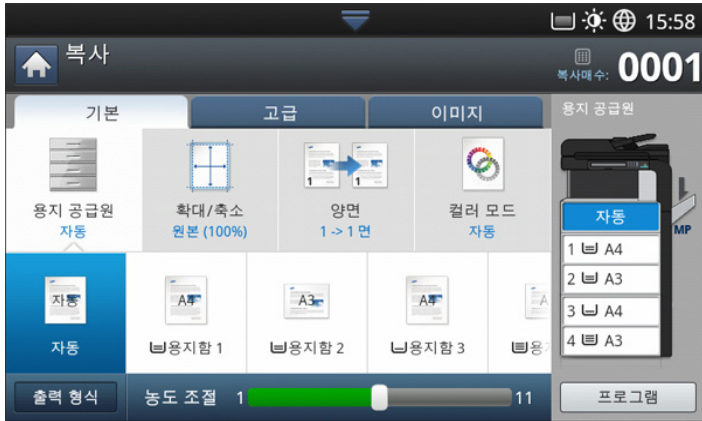 15:58
복사
복사매수: 0001
기본
고급
이미지
용지 공급원
용지 공급원
자동
확대/축소
원본 (100%)
1
1
양면
1 -> 1 면
컬러 모드
자동
자동
MP
1 A4
2 A3
3 A4
4 A3
자동
자동
A4
용지함 1
A3
용지함 2
A4
용지함 3
용
출력 형식
농도 조절 1
11
프로그램